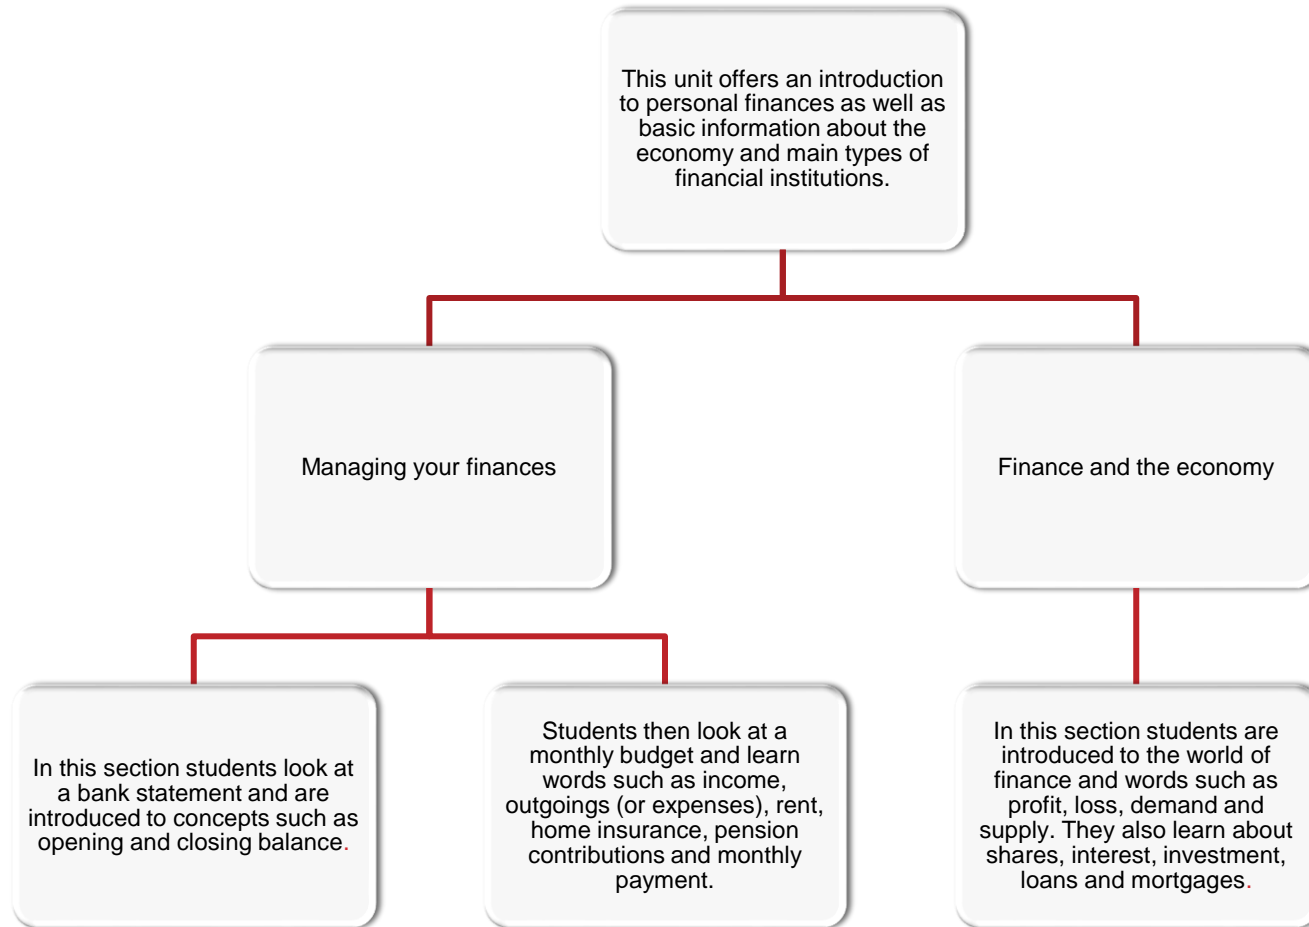 This unit offers an introduction
to personal finances as well as
basic information about the
economy and main types of
financial institutions.
Managing your finances
Finance and the economy
In this section students look at
a bank statement and are
introduced to concepts such as
opening and closing balance.
Students then look at a
monthly budget and learn
words such as income,
outgoings (or expenses), rent,
home insurance, pension
contributions and monthly
payment.
In this section students are
introduced to the world of
finance and words such as
profit, loss, demand and
supply. They also learn about
shares, interest, investment,
loans and mortgages.